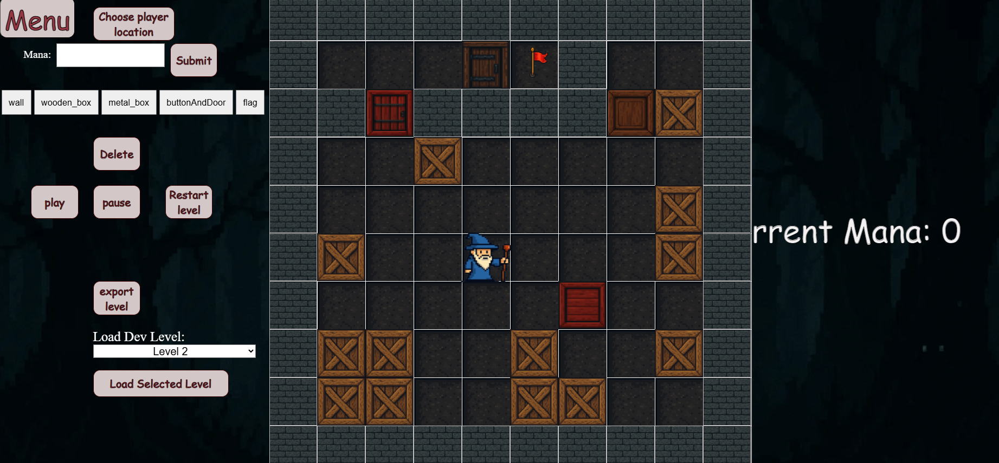 Menu
Choose player
location
Mana:
Submit
wall
wooden_box
metal_box
buttonAndDoor
flag
Delete
play
pause
Restart
level
rrent Mana: 0
export
level
Load Dev Level:
Level 2
Load Selected Level